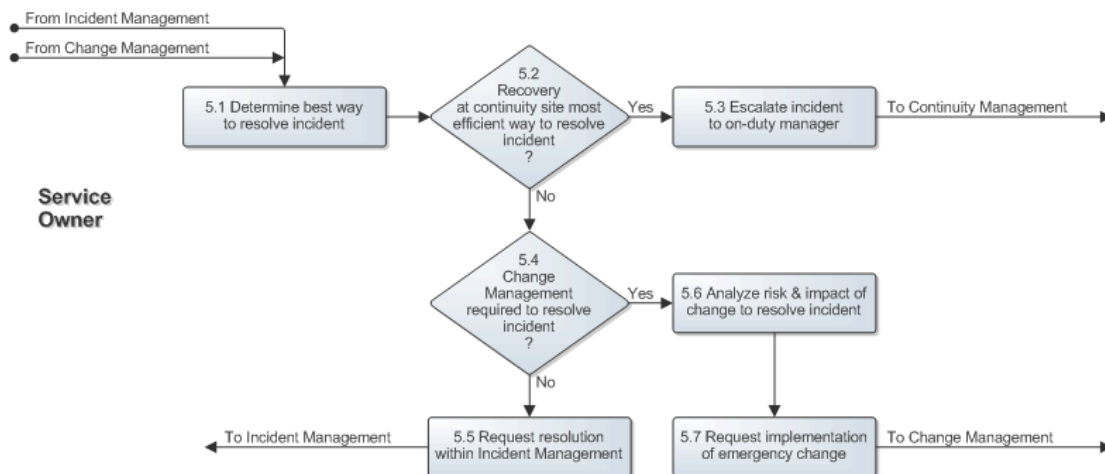 From Incident Management
From Change Management
5.1 Determine best way
to resolve incident
5.2
Recovery
at continuity site most
efficient way to resolve
incident
?
Yes
5.3 Escalate incident
to on-duty manager
To Continuity Management
No
Service
Owner
5.4
Change
Management
required to resolve
incident
?
Yes
5.6 Analyze risk & impact of
change to resolve incident
No
To Incident Management
5.5 Request resolution
within Incident Management
5.7 Request implementation
of emergency change
To Change Management